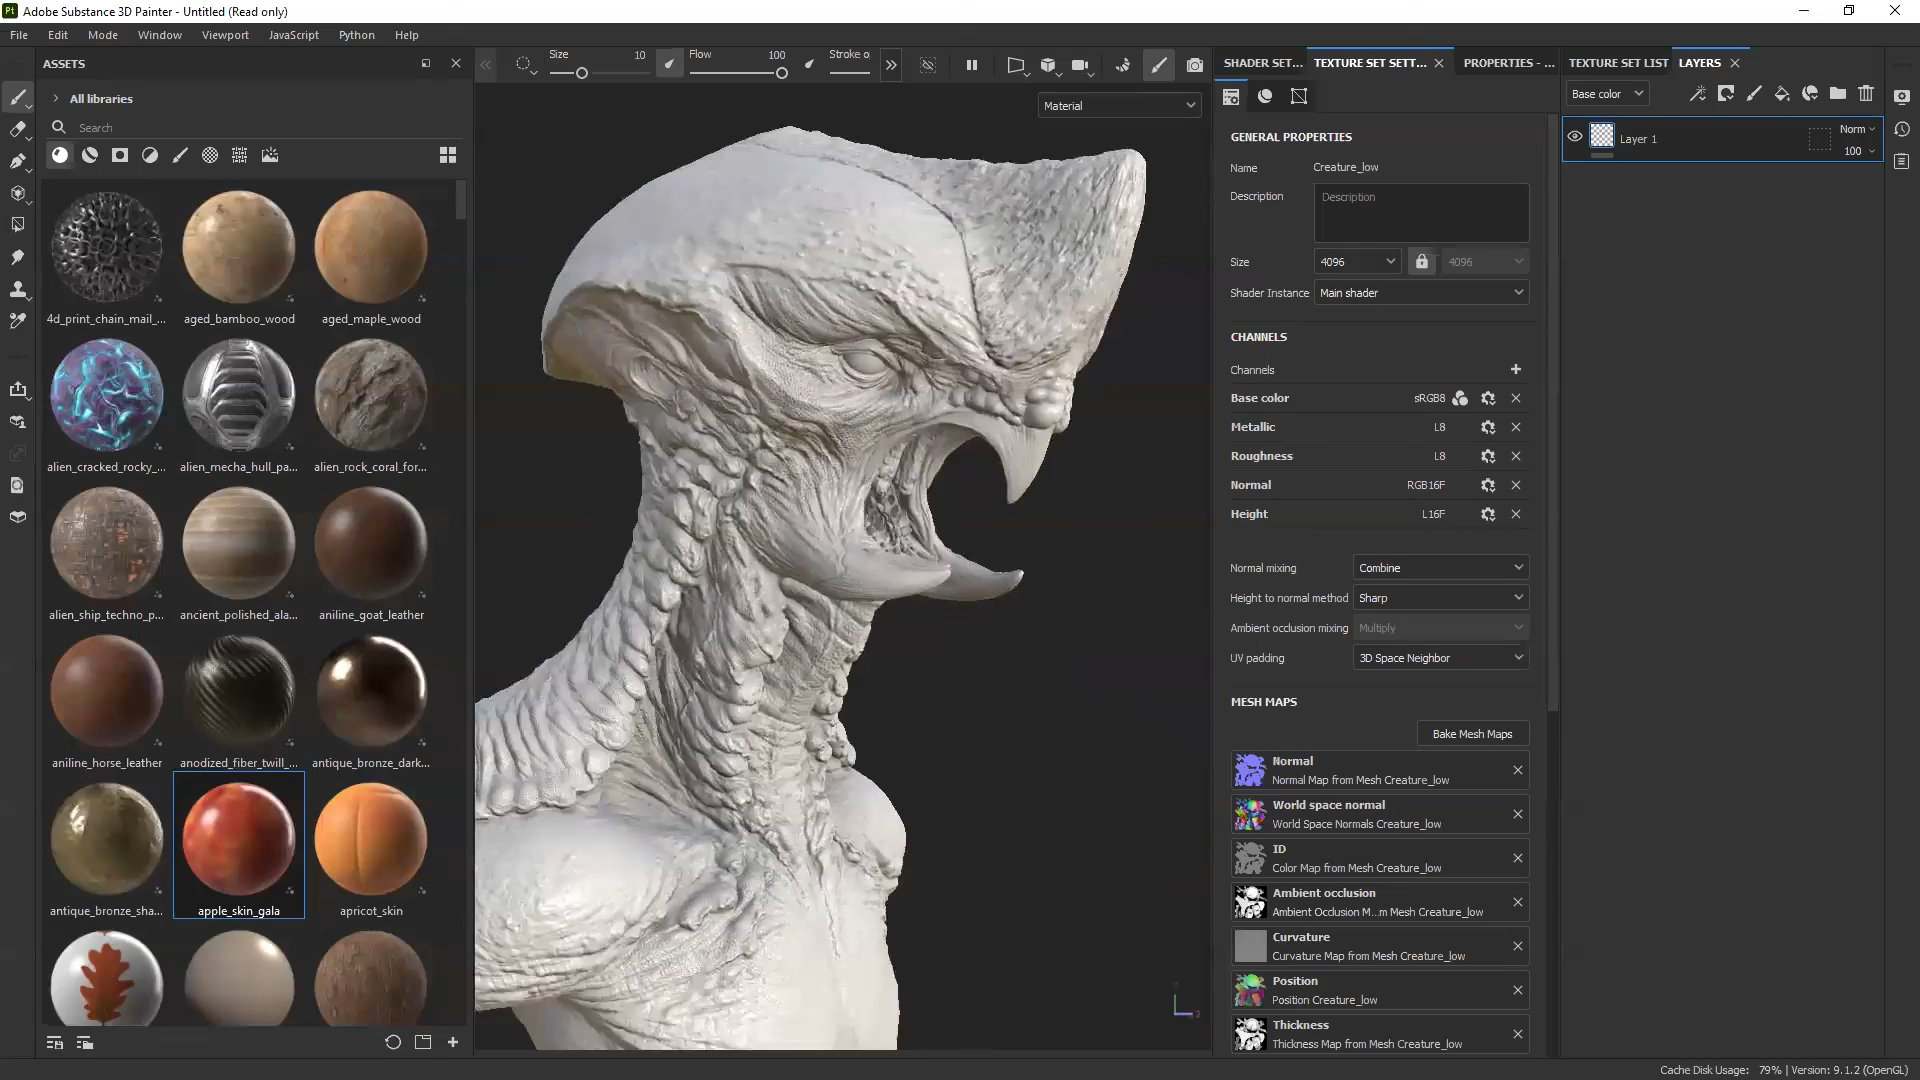 Pt Adobe Substance 3D Painter - Untitled (Read only)
File Edit Mode Window Viewport JavaScript Python Help
ASSETS
All libraries
Search
4d_print_chain_mail_... aged_bamboo_wood aged_maple_wood
alien_cracked_rocky_... alien_mecha_hull_pa... alien_rock_coral_for...
alien_ship_techno_p... ancient_polished_ala... aniline_goat_leather
aniline_horse_leather anodized_fiber_twill_... antique_bronze_dark...
antique_bronze_sha... apple_skin_gala apricot_skin
Size 10 Flow 100 Stroke o
Material
SHADER SET... TEXTURE SET SETT... PROPERTIES - ...
GENERAL PROPERTIES
Name Creature_low
Description Description
Size 4096 4096
Shader Instance Main shader
CHANNELS
Channels
Base color sRGB8
Metallic L8
Roughness L8
Normal RGB16F
Height L16F
Normal mixing Combine
Height to normal method Sharp
Ambient occlusion mixing Multiply
UV padding 3D Space Neighbor
MESH MAPS
Bake Mesh Maps
Normal
Normal Map from Mesh Creature_low
World space normal
World Space Normals Creature_low
ID
Color Map from Mesh Creature_low
Ambient occlusion
Ambient Occlusion M...m Mesh Creature_low
Curvature
Curvature Map from Mesh Creature_low
Position
Position Creature_low
Thickness
Thickness Map from Mesh Creature_low
TEXTURE SET LIST LAYERS
Base color
Layer 1 Norm
100
Cache Disk Usage: 79% | Version: 9.1.2 (OpenGL)